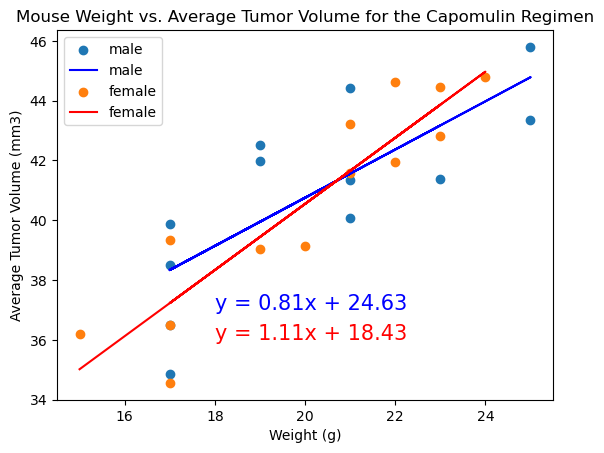 Mouse Weight vs. Average Tumor Volume for the Capomulin Regimen
male
male
female
female
46
44
42
40
38
36
34
Average Tumor Volume (mm3)
y = 0.81x + 24.63
y = 1.11x + 18.43
16 18 20 22 24
Weight (g)